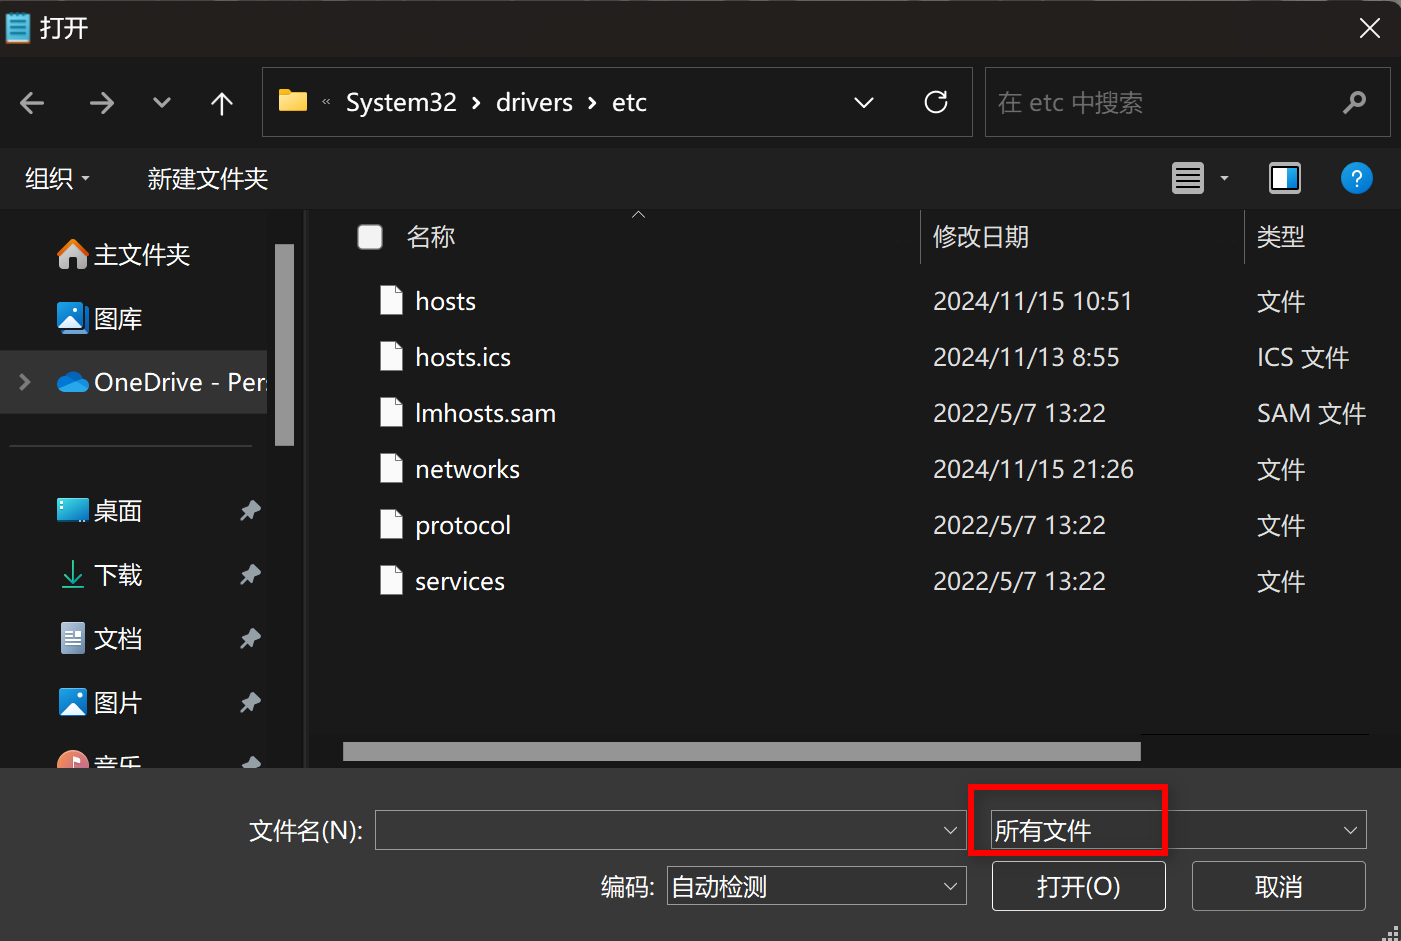 打开
« System32 > drivers > etc
在 etc 中搜索
组织
新建文件夹
?
名称
修改日期
类型
主文件夹
图库
OneDrive - Per
桌面
下载
文档
图片
音乐
hosts 2024/11/15 10:51 文件
hosts.ics 2024/11/13 8:55 ICS 文件
lmhosts.sam 2022/5/7 13:22 SAM 文件
networks 2024/11/15 21:26 文件
protocol 2022/5/7 13:22 文件
services 2022/5/7 13:22 文件
文件名(N):
所有文件
编码: 自动检测
打开(O)
取消